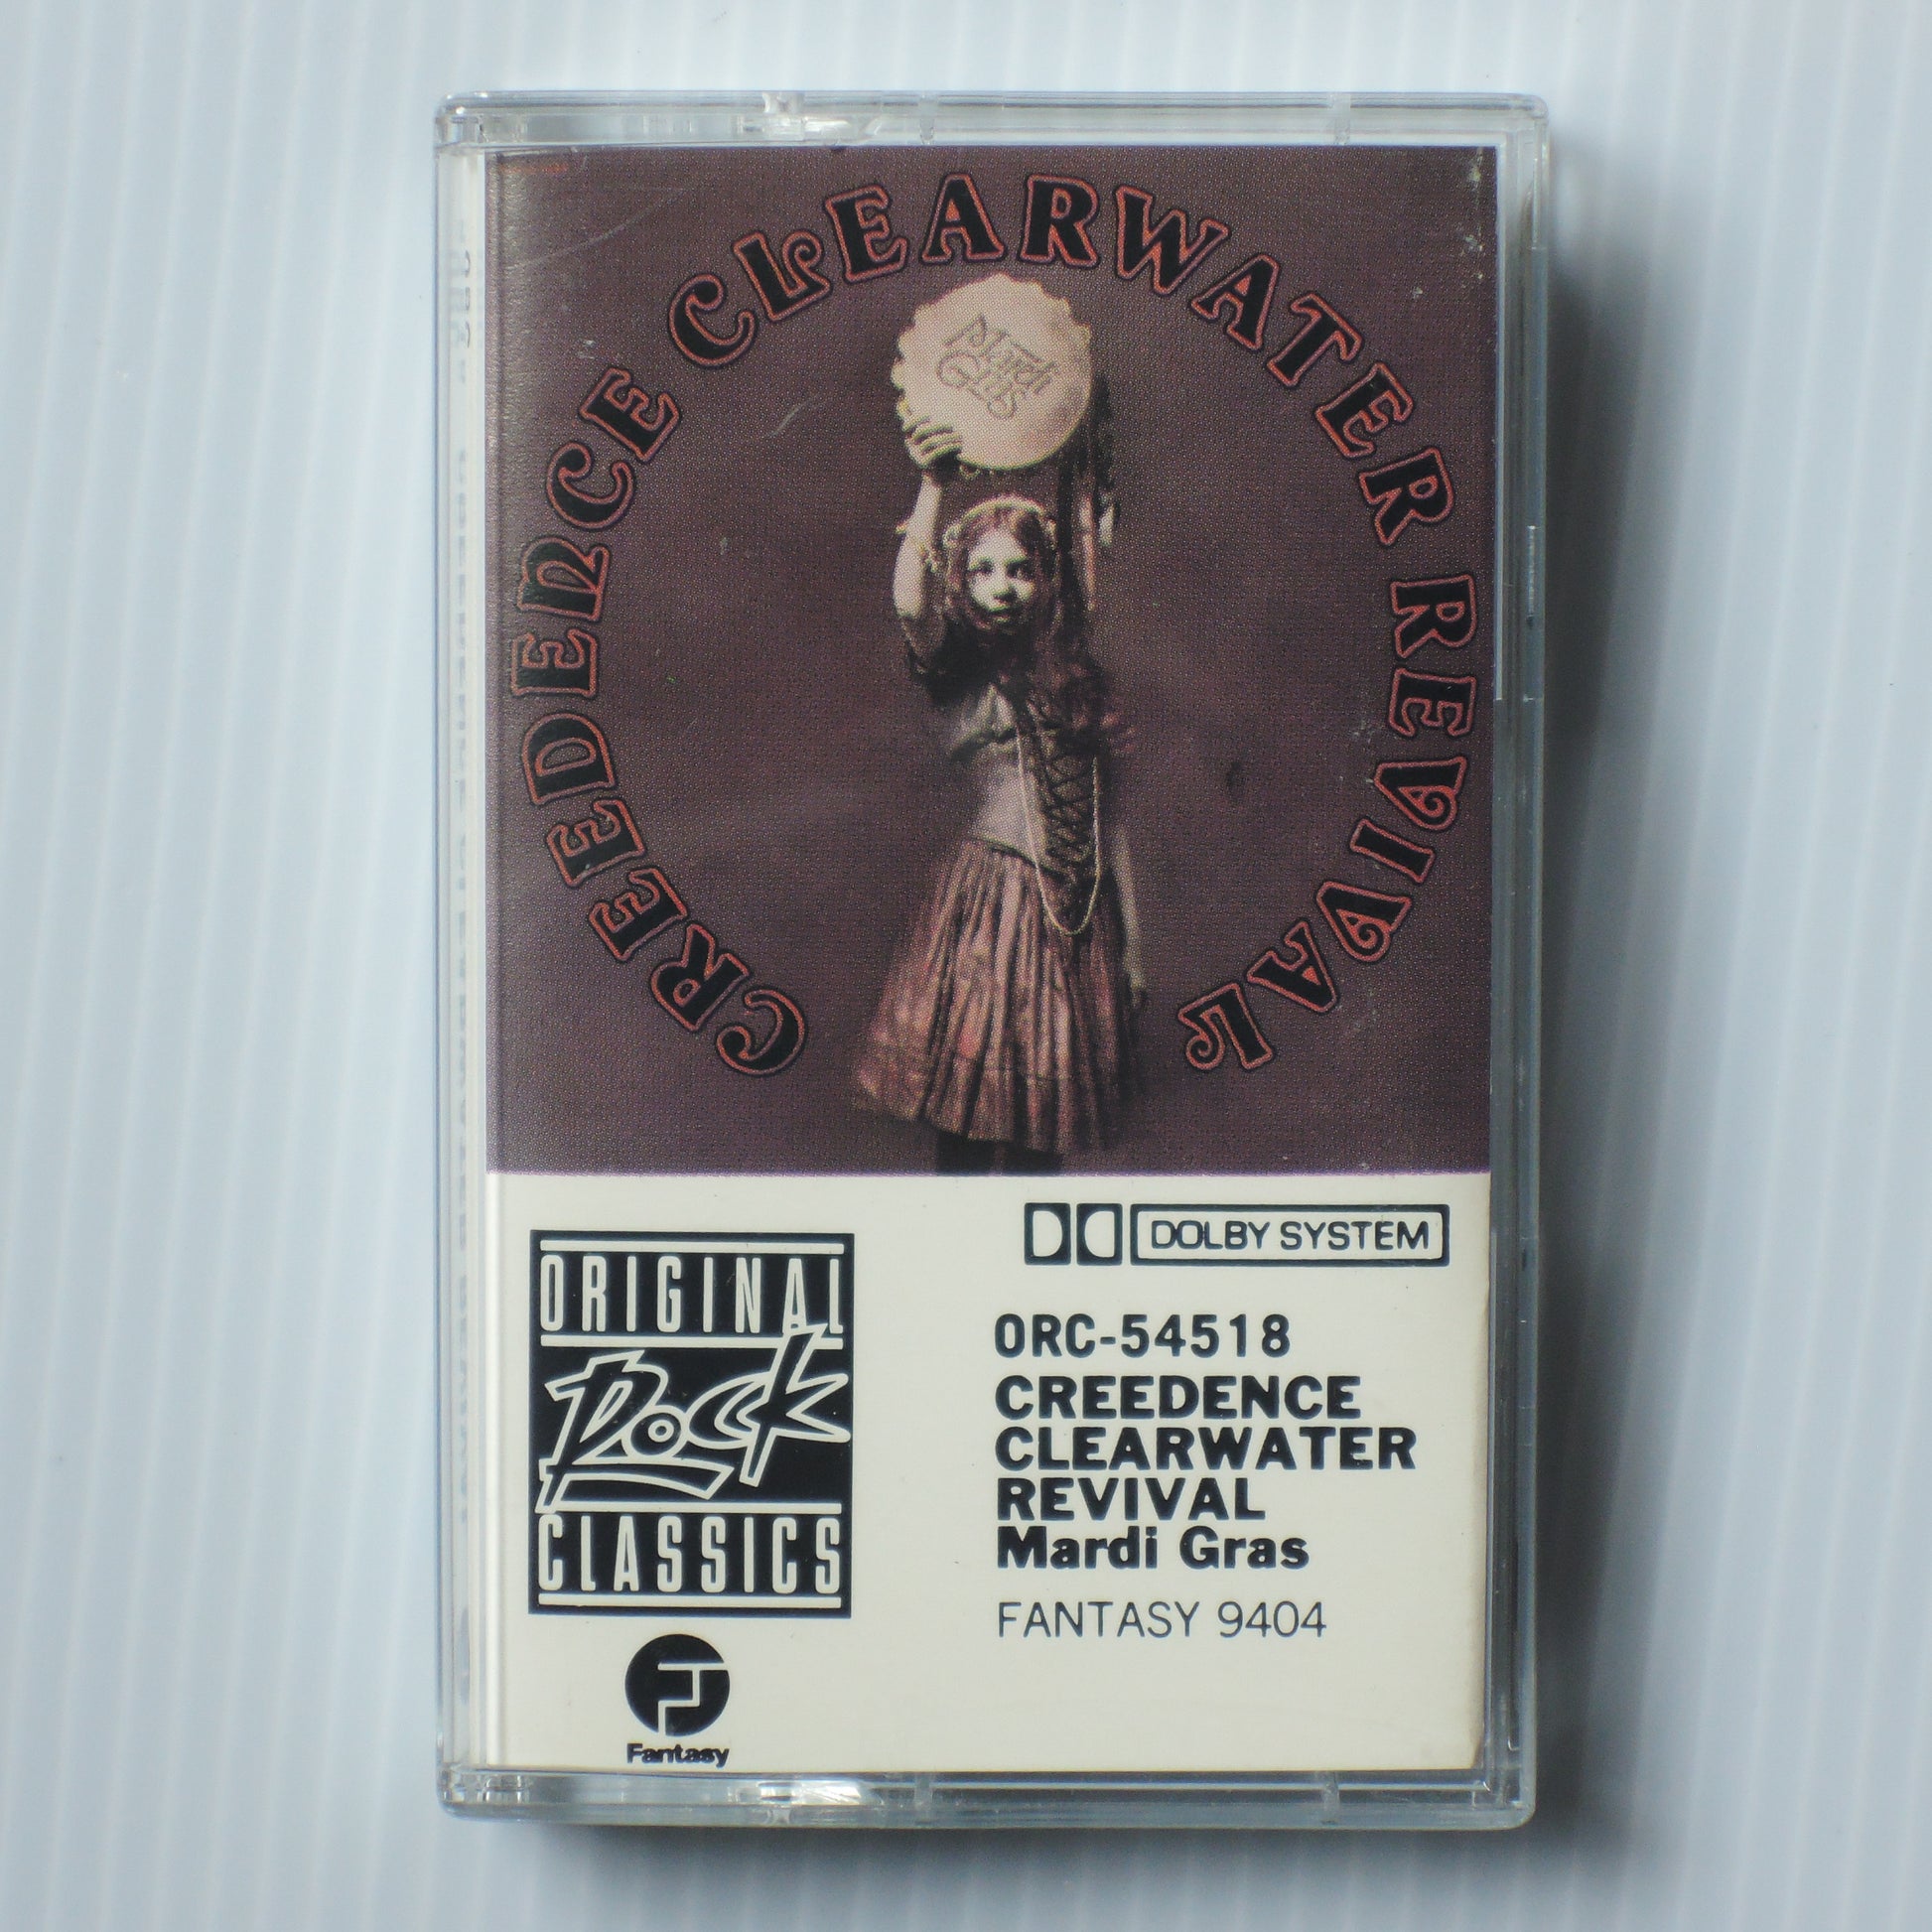 CREEDENCE CLEARWATER REVIVAL
Mardi
Gras
DOLBY SYSTEM
ORIGINAL
Rock
CLASSICS
ORC-54518
CREEDENCE
CLEARWATER
REVIVAL
Mardi Gras
FANTASY 9404
Fantasy